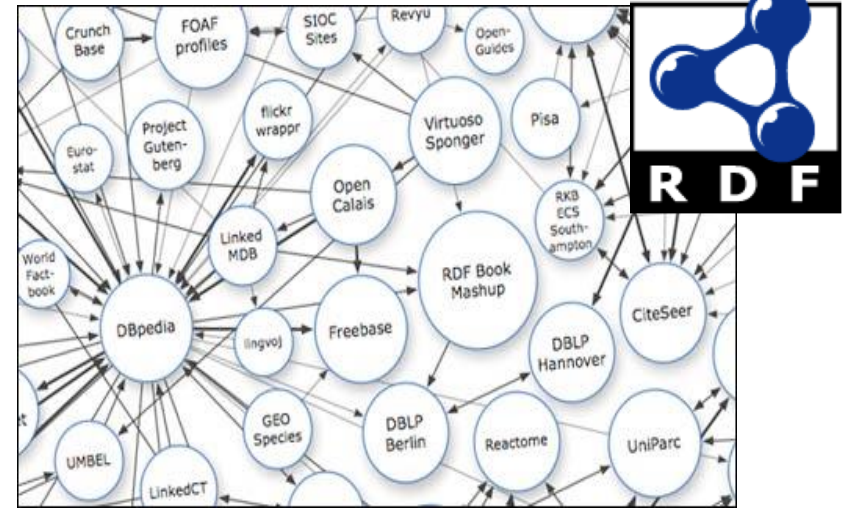 Crunch
Base
FOAF
profiles
SIOC
Sites
Revyu
Open-
Guides
Euro-
stat
Project
Guten-
berg
flickr
wrappr
Virtuoso
Sponger
Pisa
RDF
Open
Calais
RKB
ECS
South-
ampton
World
Fact-
book
Linked
MDB
RDF Book
Mashup
DBpedia
lingvoj
Freebase
DBLP
Hannover
CiteSeer
GEO
Species
DBLP
Berlin
Reactome
UniParc
UMBEL
LinkedCT